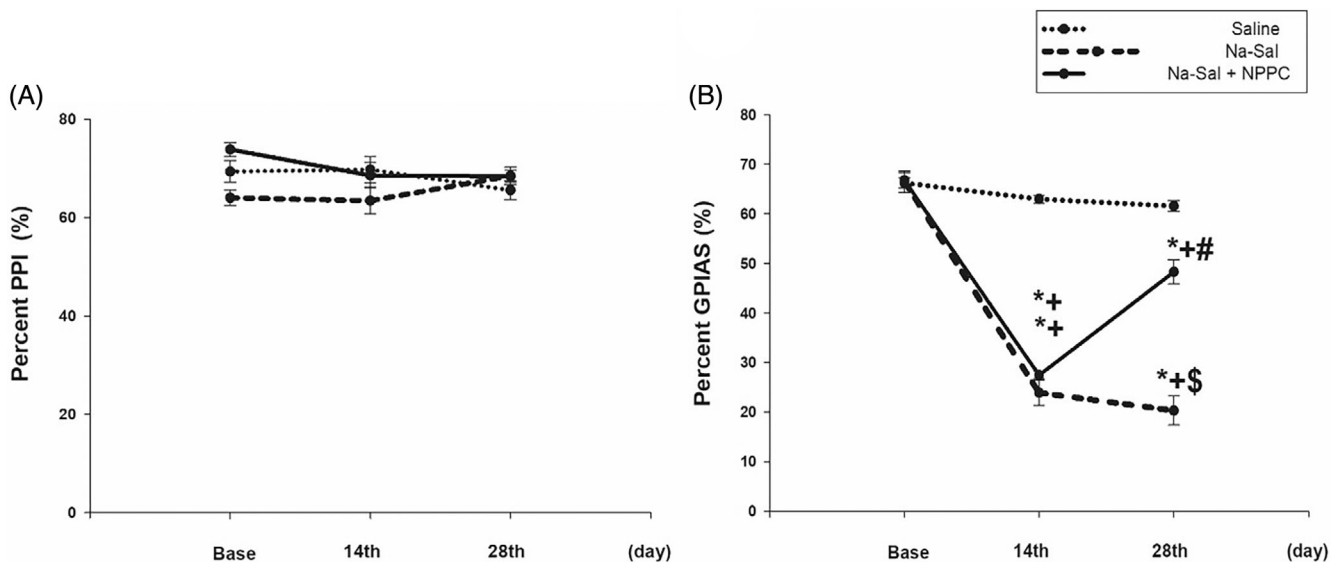 Saline
Na-Sal
Na-Sal + NPPC
(A)
Percent PPI (%)
80
60
40
20
0
Base 14th 28th (day)
(B)
Percent GPIAS (%)
80
70
60
50
40
30
20
10
0
*+#
*+
*+
*+$
Base 14th 28th (day)